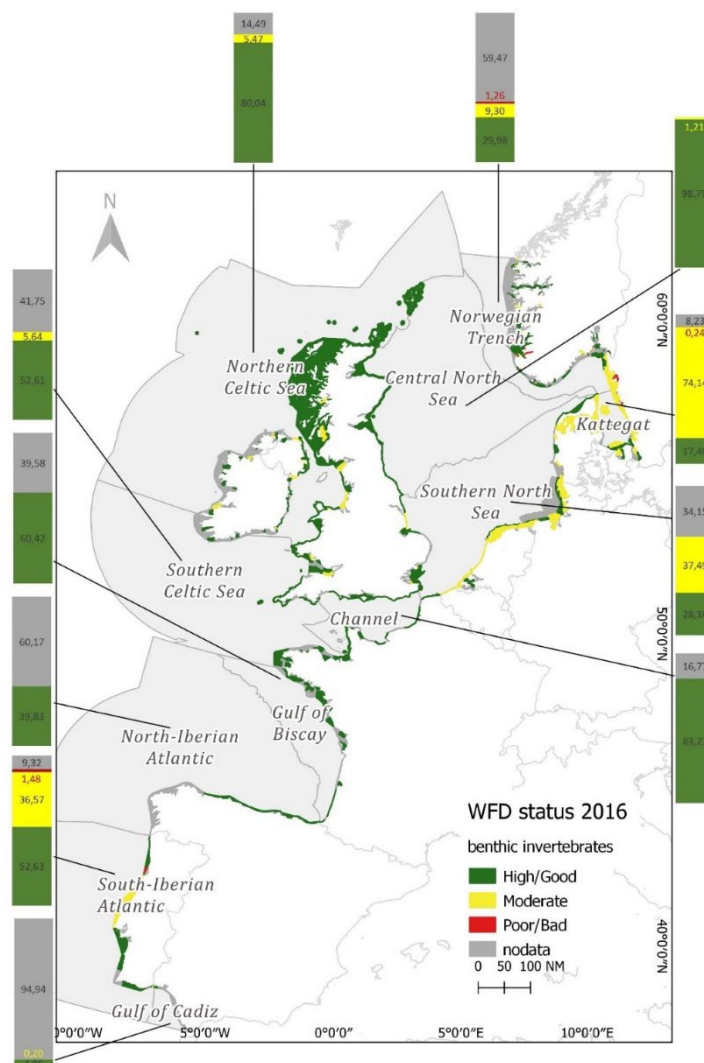 14,49
5,47
80,04
59,47
1,26
9,30
29,98
1,21
98,79
N
41,75
5,64
52,61
Norwegian
Trench
60°0'0"N
8,23
0,24
74,14
Northern
Celtic Sea
Central North
Sea
Kattegat
39,58
60,42
Southern North
Sea
34,15
37,49
Southern
Celtic Sea
Channel
50°0'0"N
16,77
83,23
60,17
39,83
Gulf of
Biscay
North-Iberian
Atlantic
9,32
1,48
36,57
52,63
WFD status 2016
benthic invertebrates
High/Good
Moderate
Poor/Bad
nodata
0 50 100 NM
South-Iberian
Atlantic
40°0'0"N
94,94
0,20
Gulf of Cadiz
5°0'0"W
0°0'0"
5°0'0"E
10°0'0"E